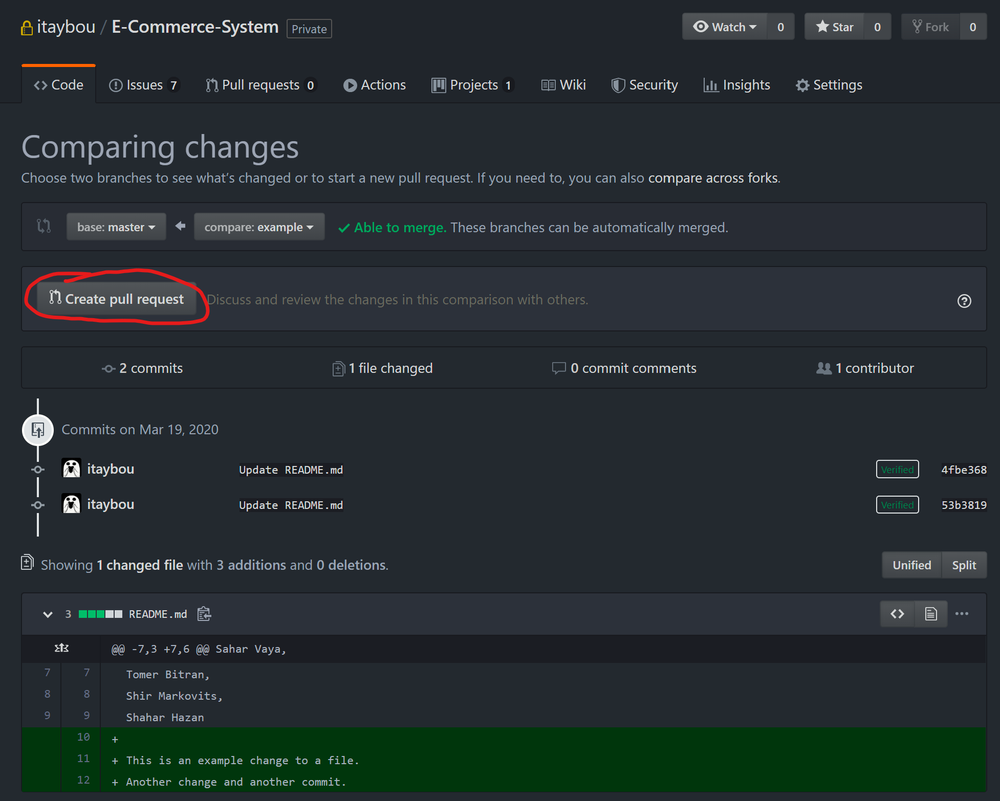 itaybou / E-Commerce-System Private
Watch 0 Star 0 Fork 0
Code Issues 7 Pull requests 0 Actions Projects 1 Wiki Security Insights Settings
Comparing changes
Choose two branches to see what’s changed or to start a new pull request. If you need to, you can also compare across forks.
base: master compare: example Able to merge. These branches can be automatically merged.
Create pull request Discuss and review the changes in this comparison with others.
2 commits 1 file changed 0 commit comments 1 contributor
Commits on Mar 19, 2020
itaybou Update README.md Verified 4fbe368
itaybou Update README.md Verified 53b3819
Showing 1 changed file with 3 additions and 0 deletions.
Unified Split
3 README.md
@@ -7,3 +7,6 @@ Sahar Vaya,
7 7 Tomer Bitran,
8 8 Shir Markovits,
9 9 Shahar Hazan
10 +
11 + This is an example change to a file.
12 + Another change and another commit.